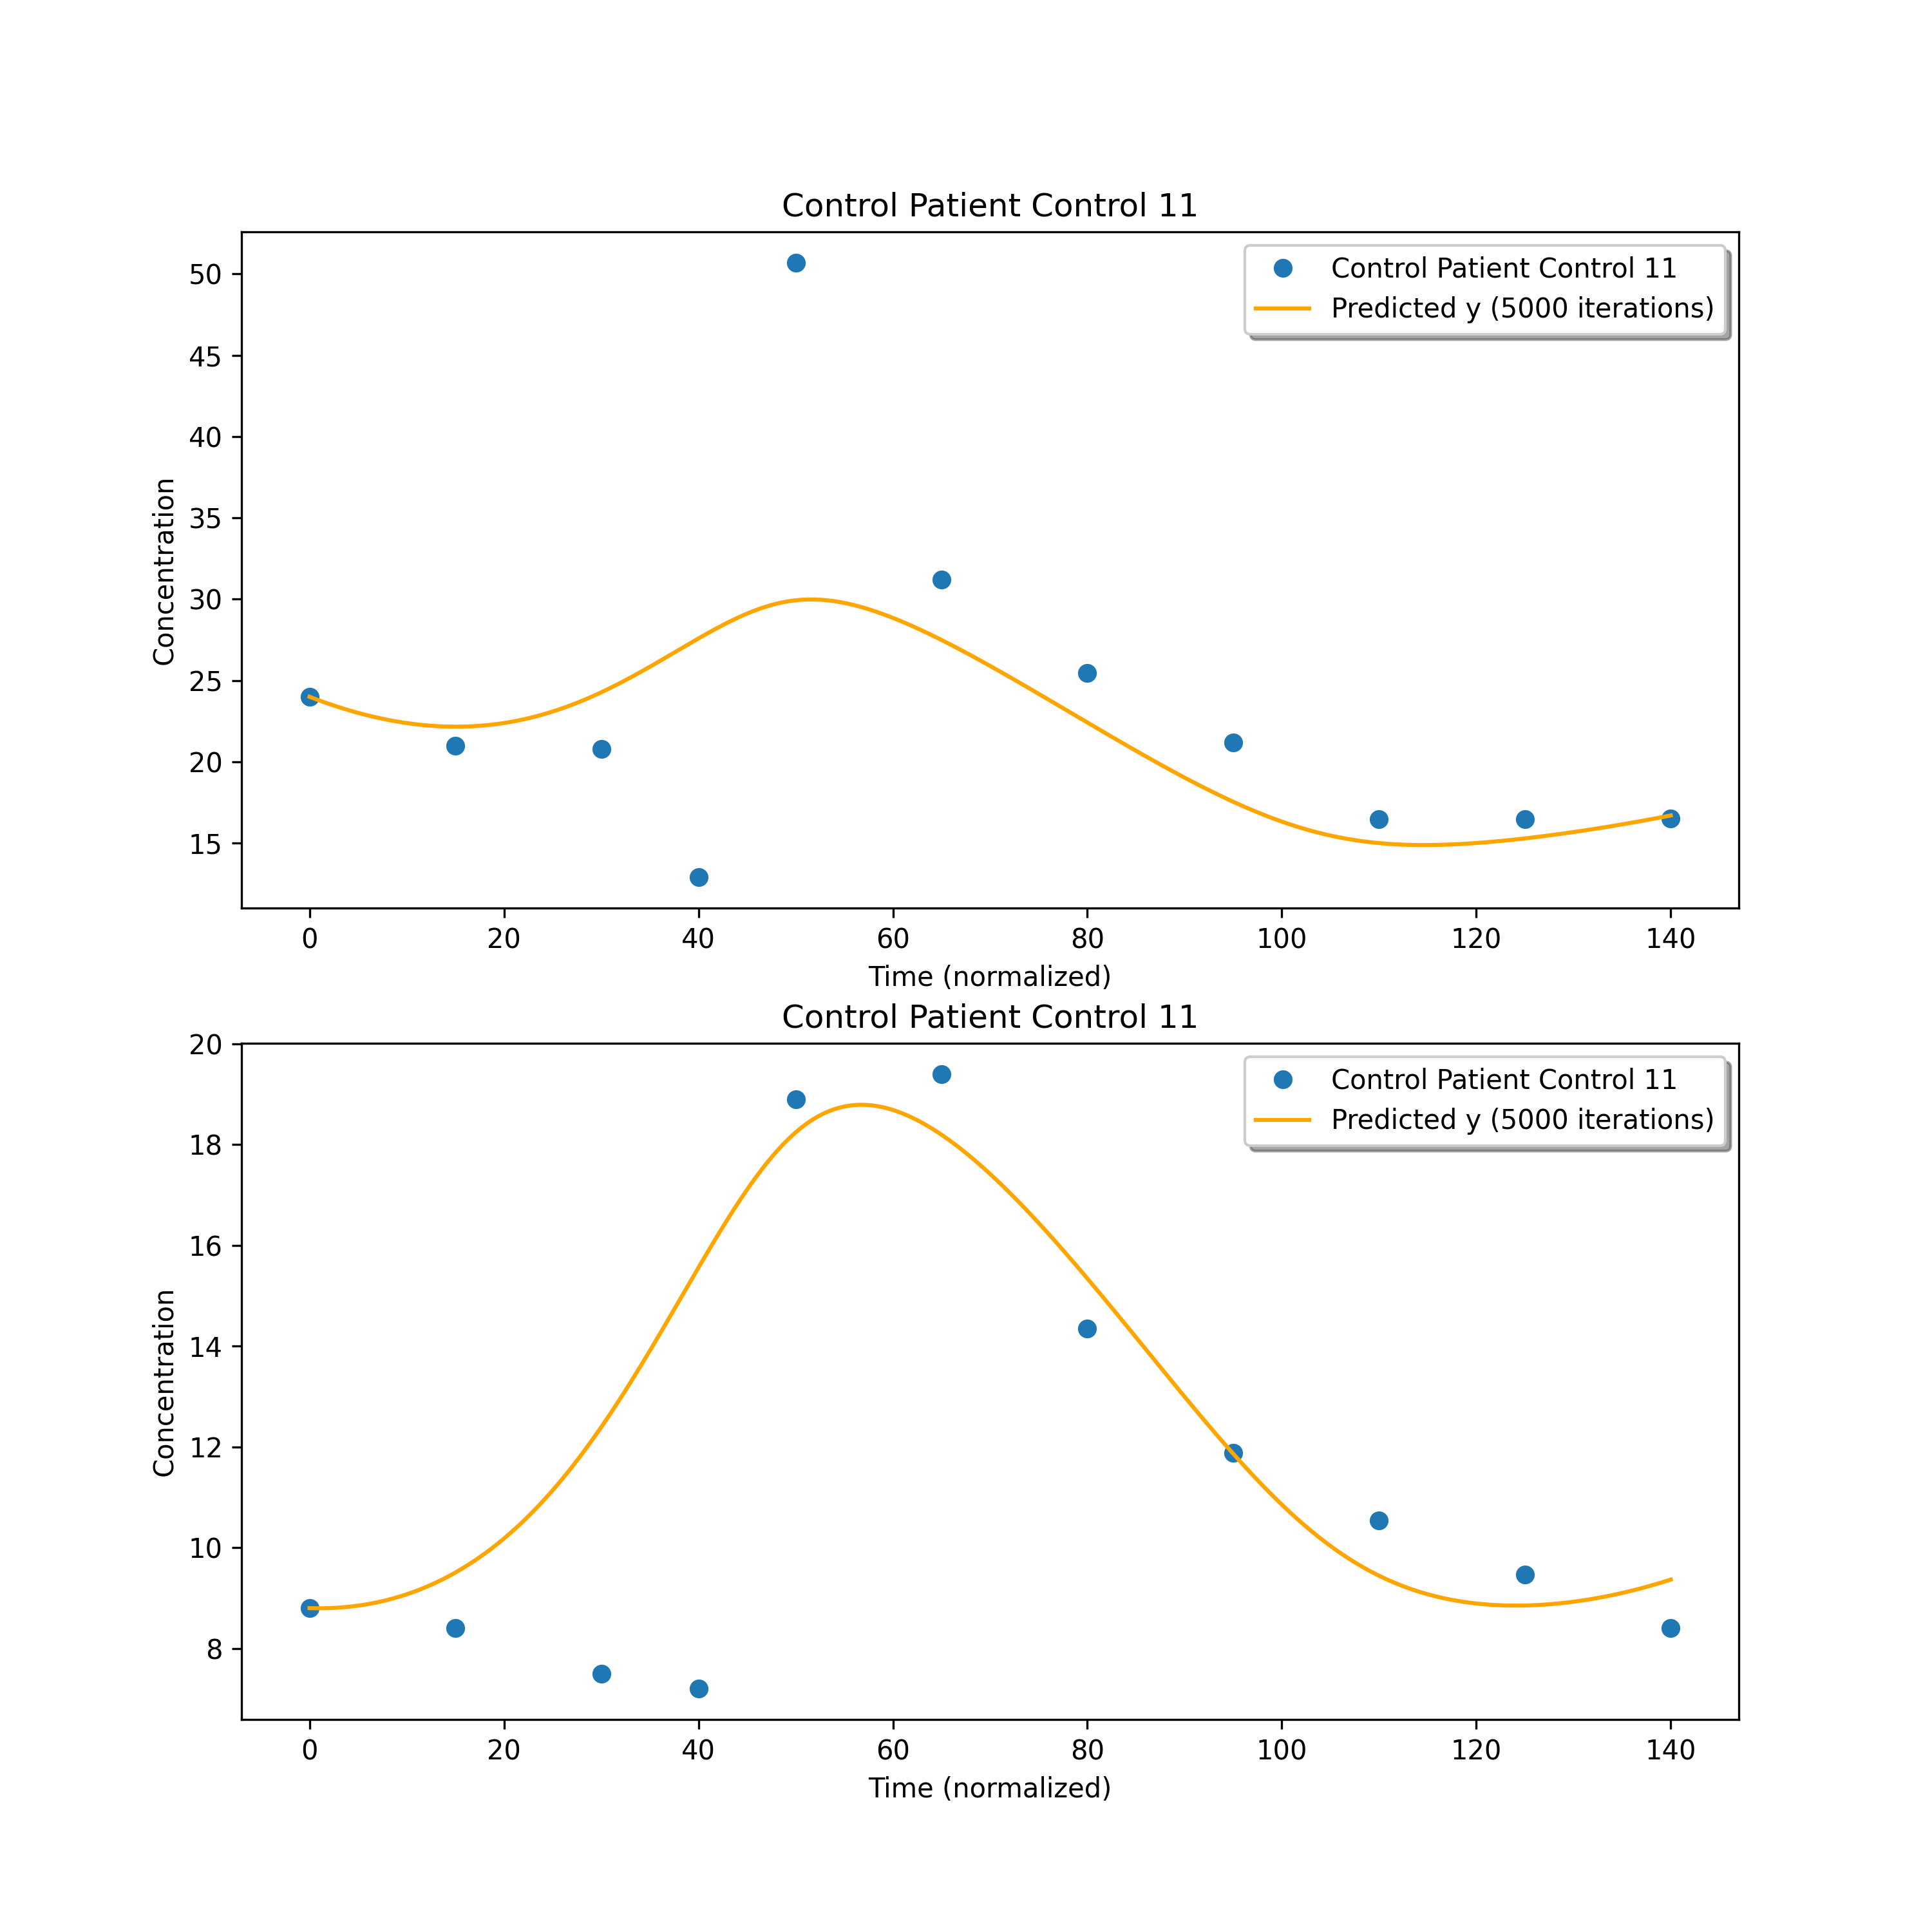 Control Patient Control 11
50
45
40
35
30
25
20
15
Concentration
Control Patient Control 11
Predicted y (5000 iterations)
0 20 40 60 80 100 120 140
Time (normalized)
Control Patient Control 11
20
18
16
14
12
10
8
Concentration
Control Patient Control 11
Predicted y (5000 iterations)
0 20 40 60 80 100 120 140
Time (normalized)